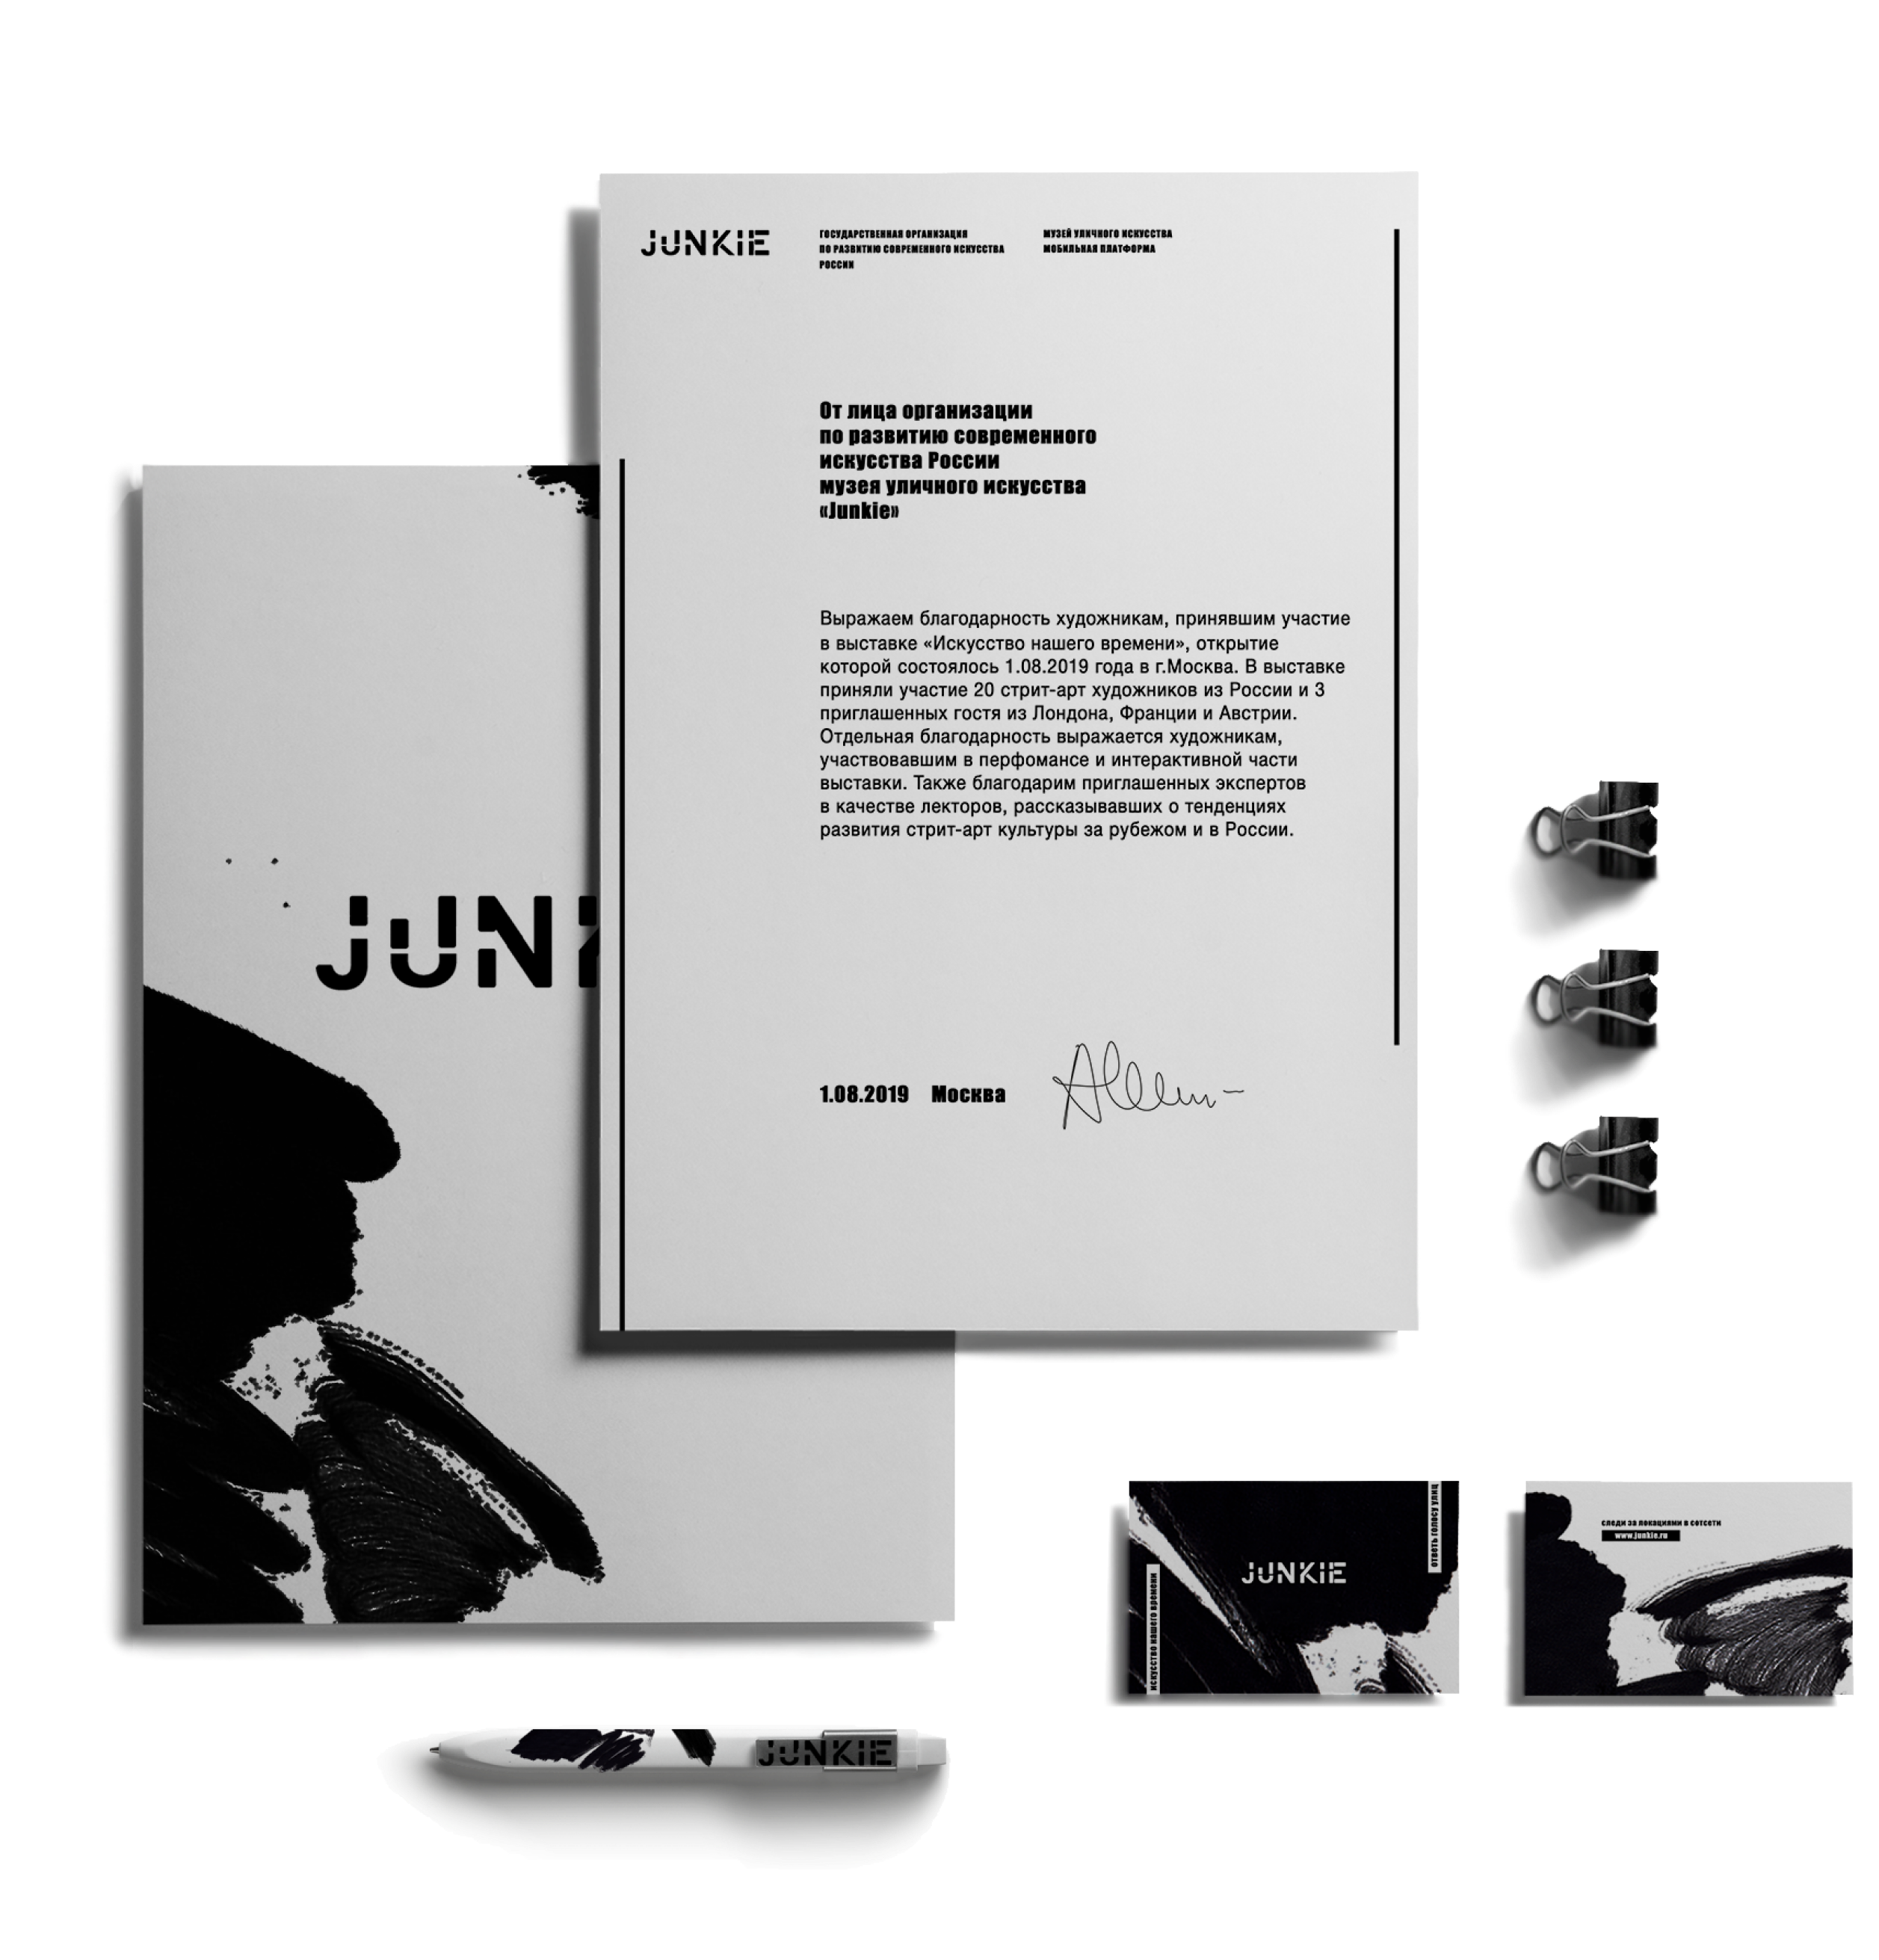 JUNKIE
ГОСУДАРСТВЕННАЯ ОРГАНИЗАЦИЯ
ПО РАЗВИТИЮ СОВРЕМЕННОГО ИСКУССТВА
РОССИИ
МУЗЕЙ УЛИЧНОГО ИСКУССТВА
МОБИЛЬНАЯ ПЛАТФОРМА
От лица организации
по развитию современного
искусства России
музея уличного искусства
«Junkie»
Выражаем благодарность художникам, принявшим участие
в выставке «Искусство нашего времени», открытие
которой состоялось 1.08.2019 года в г.Москва. В выставке
приняли участие 20 стрит-арт художников из России и 3
приглашенных гостя из Лондона, Франции и Австрии.
Отдельная благодарность выражается художникам,
участвовавшим в перфомансе и интерактивной части
выставки. Также благодарим приглашенных экспертов
в качестве лекторов, рассказывавших о тенденциях
развития стрит-арт культуры за рубежом и в России.
1.08.2019 Москва
JUNK
ответь голосу улиц
JUNKIE
искусство нашего времени
следи за локациями в сотсети
www.junkie.ru
JUNKIE